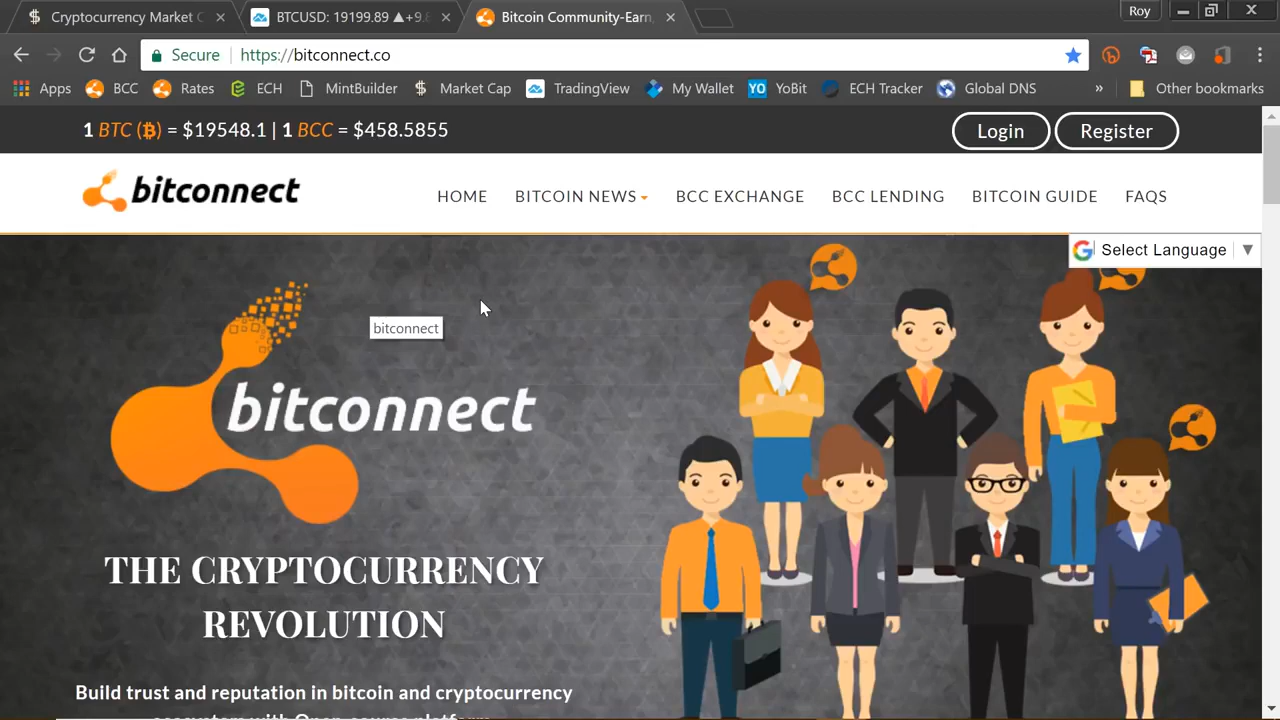 Cryptocurrency Market C
BTCUSD: 19199.89 ▲+9.
Bitcoin Community-Earn
Roy
Secure | https://bitconnect.co
Apps BCC Rates ECH MintBuilder Market Cap TradingView My Wallet YO YoBit ECH Tracker Global DNS » Other bookmarks
1 BTC (₿) = $19548.1 | 1 BCC = $458.5855
Login Register
bitconnect
HOME BITCOIN NEWS BCC EXCHANGE BCC LENDING BITCOIN GUIDE FAQS
Select Language ▼
bitconnect
bitconnect
THE CRYPTOCURRENCY
REVOLUTION
Build trust and reputation in bitcoin and cryptocurrency